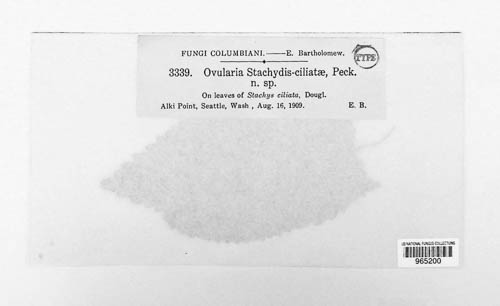 FUNGI COLUMBIANI.—E. Bartholomew.
TYPE
3339. Ovularia Stachydis-ciliatæ, Peck.
n. sp.
On leaves of Stachys ciliata, Dougl.
Alki Point, Seattle, Wash, Aug. 16, 1909. E. B.
US NATIONAL FUNGUS COLLECTIONS
965200